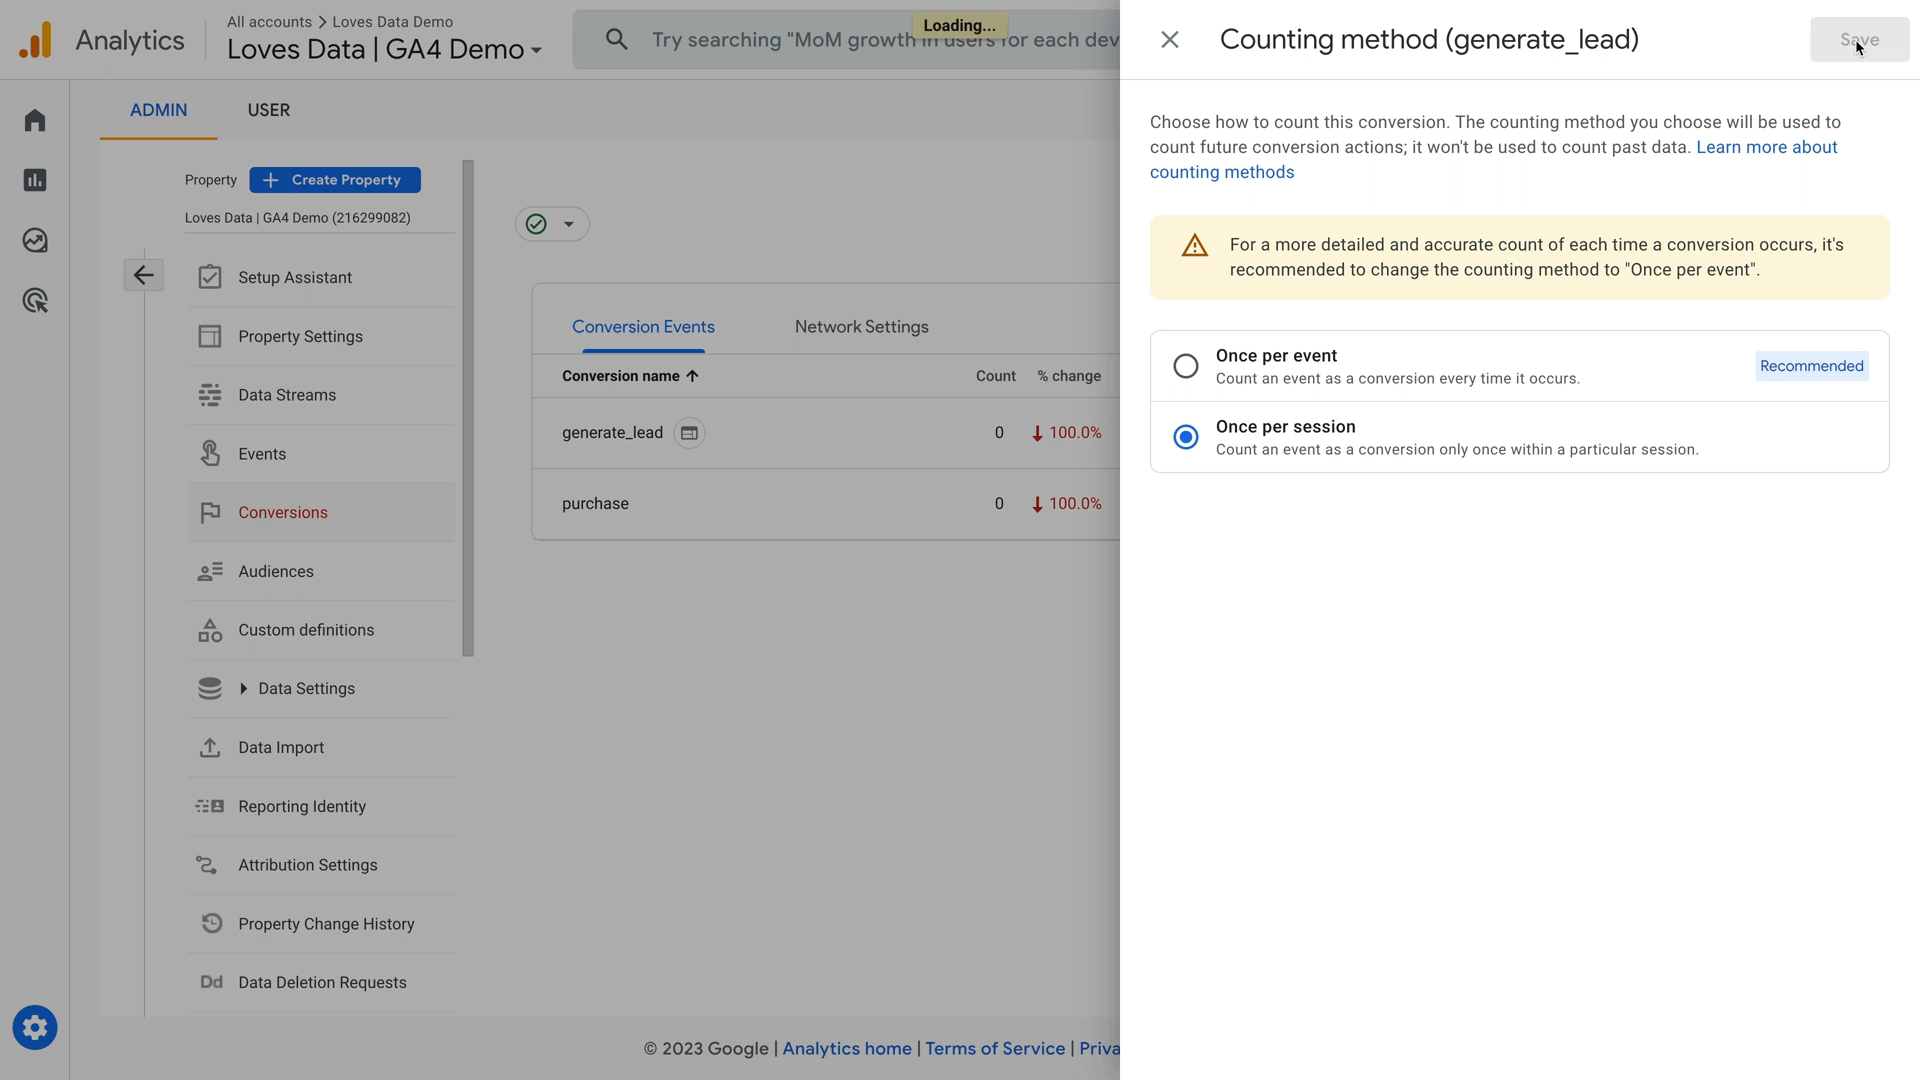 Analytics
All accounts > Loves Data Demo
Loves Data | GA4 Demo
Try searching "MoM growth in users for each dev
Loading...
Counting method (generate_lead)
Save
ADMIN
USER
Property
Create Property
Loves Data | GA4 Demo (216299082)
Setup Assistant
Property Settings
Data Streams
Events
Conversions
Audiences
Custom definitions
Data Settings
Data Import
Reporting Identity
Attribution Settings
Property Change History
Dd Data Deletion Requests
Conversion Events
Network Settings
Conversion name
Count
% change
generate_lead
0
100.0%
purchase
0
100.0%
Choose how to count this conversion. The counting method you choose will be used to
count future conversion actions; it won't be used to count past data. Learn more about
counting methods
For a more detailed and accurate count of each time a conversion occurs, it's
recommended to change the counting method to "Once per event".
Once per event
Count an event as a conversion every time it occurs.
Recommended
Once per session
Count an event as a conversion only once within a particular session.
© 2023 Google | Analytics home | Terms of Service | Priva